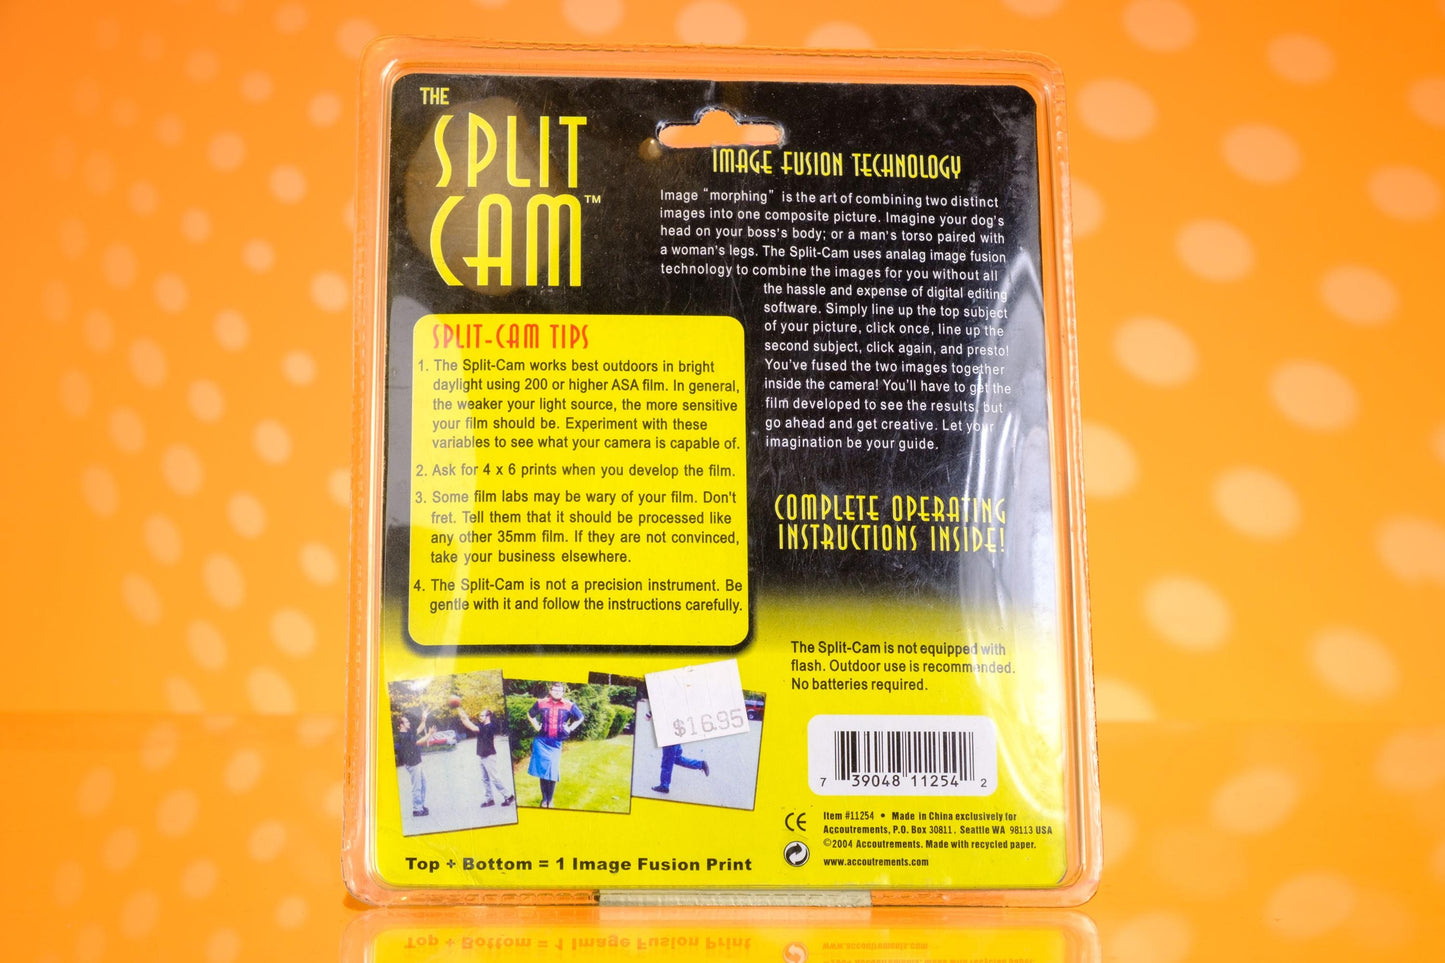 THE
SPLIT
CAM™
IMAGE FUSION TECHNOLOGY
Image “morphing” is the art of combining two distinct
images into one composite picture. Imagine your dog's
head on your boss's body; or a man's torso paired with
a woman's legs. The Split-Cam uses analag image fusion
technology to combine the images for you without all
the hassle and expense of digital editing
software. Simply line up the top subject
of your picture, click once, line up the
second subject, click again, and presto!
You've fused the two images together
inside the camera! You'll have to get the
film developed to see the results, but
go ahead and get creative. Let your
imagination be your guide.
COMPLETE OPERATING
INSTRUCTIONS INSIDE!
SPLIT-CAM TIPS
1. The Split-Cam works best outdoors in bright
daylight using 200 or higher ASA film. In general,
the weaker your light source, the more sensitive
your film should be. Experiment with these
variables to see what your camera is capable of.
2. Ask for 4 x 6 prints when you develop the film.
3. Some film labs may be wary of your film. Don't
fret. Tell them that it should be processed like
any other 35mm film. If they are not convinced,
take your business elsewhere.
4. The Split-Cam is not a precision instrument. Be
gentle with it and follow the instructions carefully.
The Split-Cam is not equipped with
flash. Outdoor use is recommended.
No batteries required.
$16.95
7 39048 11254 2
Top + Bottom = 1 Image Fusion Print
CE
Item #11254 • Made in China exclusively for
Accoutrements, P.O. Box 30811. Seattle WA 98113 USA
©2004 Accoutrements. Made with recycled paper.
www.accoutrements.com
Top + Bottom = 1 Image Fusion Print
www.accoutrements.com